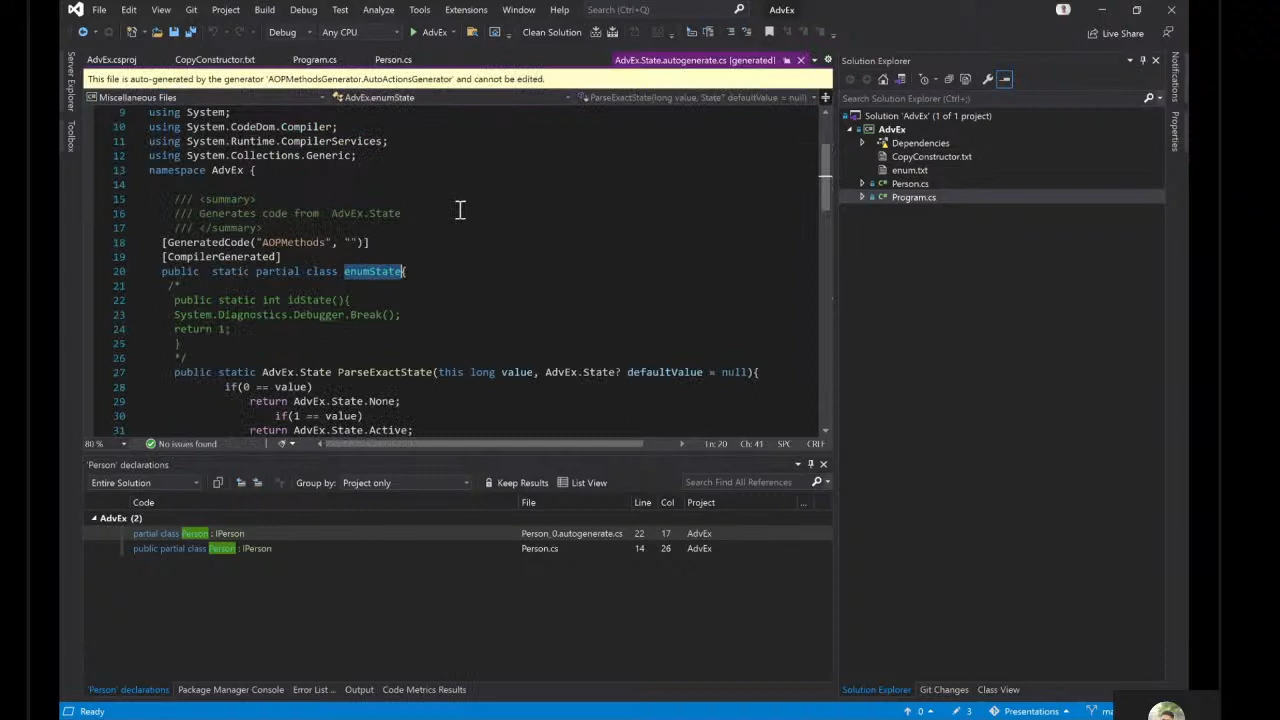 File Edit View Git Project Build Debug Test Analyze Tools Extensions Window Help Search (Ctrl+Q) AdvEx
Debug Any CPU AdvEx Clean Solution Live Share
AdvEx.csproj CopyConstructor.txt Program.cs Person.cs AdvEx.State.autogenerate.cs [generated]
This file is auto-generated by the generator 'AOPMethodsGenerator.AutoActionsGenerator' and cannot be edited.
Miscellaneous Files AdvEx.enumState ParseExactState(long value, State? defaultValue = null)
9 using System;
10 using System.CodeDom.Compiler;
11 using System.Runtime.CompilerServices;
12 using System.Collections.Generic;
13 namespace AdvEx {
14
15 /// <summary>
16 /// Generates code from  AdvEx.State
17 /// </summary>
18 [GeneratedCode("AOPMethods", "")]
19 [CompilerGenerated]
20 public  static partial class enumState{
21 /*
22 public static int idState(){
23 System.Diagnostics.Debugger.Break();
24 return 1;
25 }
26 */
27 public static AdvEx.State ParseExactState(this long value, AdvEx.State? defaultValue = null){
28 if(0 == value)
29 return AdvEx.State.None;
30 if(1 == value)
31 return AdvEx.State.Active;
80 % No issues found Ln: 20 Ch: 41 SPC CRLF
'Person' declarations
Entire Solution Group by: Project only Keep Results List View Search Find All References
Code File Line Col Project ...
AdvEx (2)
partial class Person : IPerson Person_0.autogenerate.cs 22 17 AdvEx
public partial class Person : IPerson Person.cs 14 26 AdvEx
'Person' declarations Package Manager Console Error List ... Output Code Metrics Results
Solution Explorer
Search Solution Explorer (Ctrl+;)
Solution 'AdvEx' (1 of 1 project)
AdvEx
Dependencies
CopyConstructor.txt
enum.txt
Person.cs
Program.cs
Solution Explorer Git Changes Class View
Server Explorer
Toolbox
Notifications
Properties
Ready 0 3 Presentations